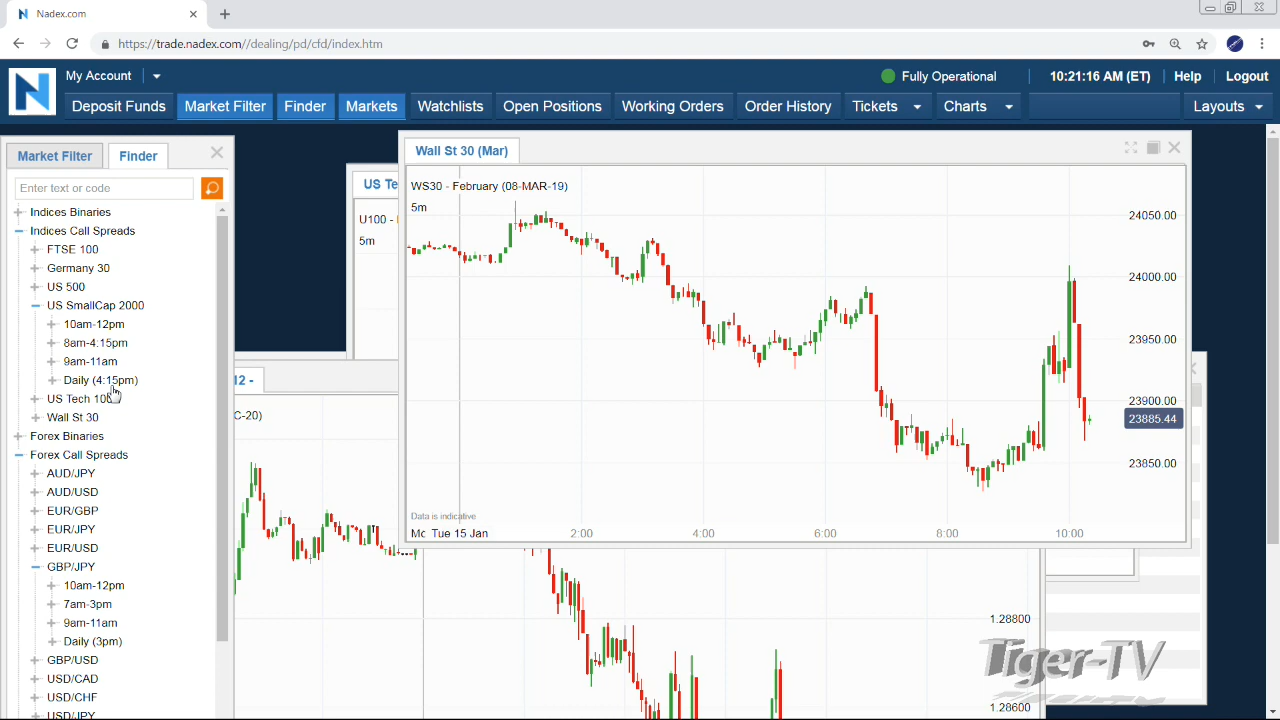 Nadex.com
https://trade.nadex.com//dealing/pd/cfd/index.htm
N
My Account
Fully Operational
10:21:16 AM (ET)
Help
Logout
Deposit Funds
Market Filter
Finder
Markets
Watchlists
Open Positions
Working Orders
Order History
Tickets
Charts
Layouts
Market Filter
Finder
Enter text or code
Indices Binaries
Indices Call Spreads
FTSE 100
Germany 30
US 500
US SmallCap 2000
10am-12pm
8am-4:15pm
9am-11am
Daily (4:15pm)
US Tech 100
Wall St 30
Forex Binaries
Forex Call Spreads
AUD/JPY
AUD/USD
EUR/GBP
EUR/JPY
EUR/USD
GBP/JPY
10am-12pm
7am-3pm
9am-11am
Daily (3pm)
GBP/USD
USD/CAD
USD/CHF
USD/JPY
US Te
U100 -
5m
12 -
C-20)
Wall St 30 (Mar)
WS30 - February (08-MAR-19)
5m
24050.00
24000.00
23950.00
23900.00
23885.44
23850.00
Data is indicative
Mc Tue 15 Jan
2:00
4:00
6:00
8:00
10:00
1.28800
1.28600
Tiger-TV